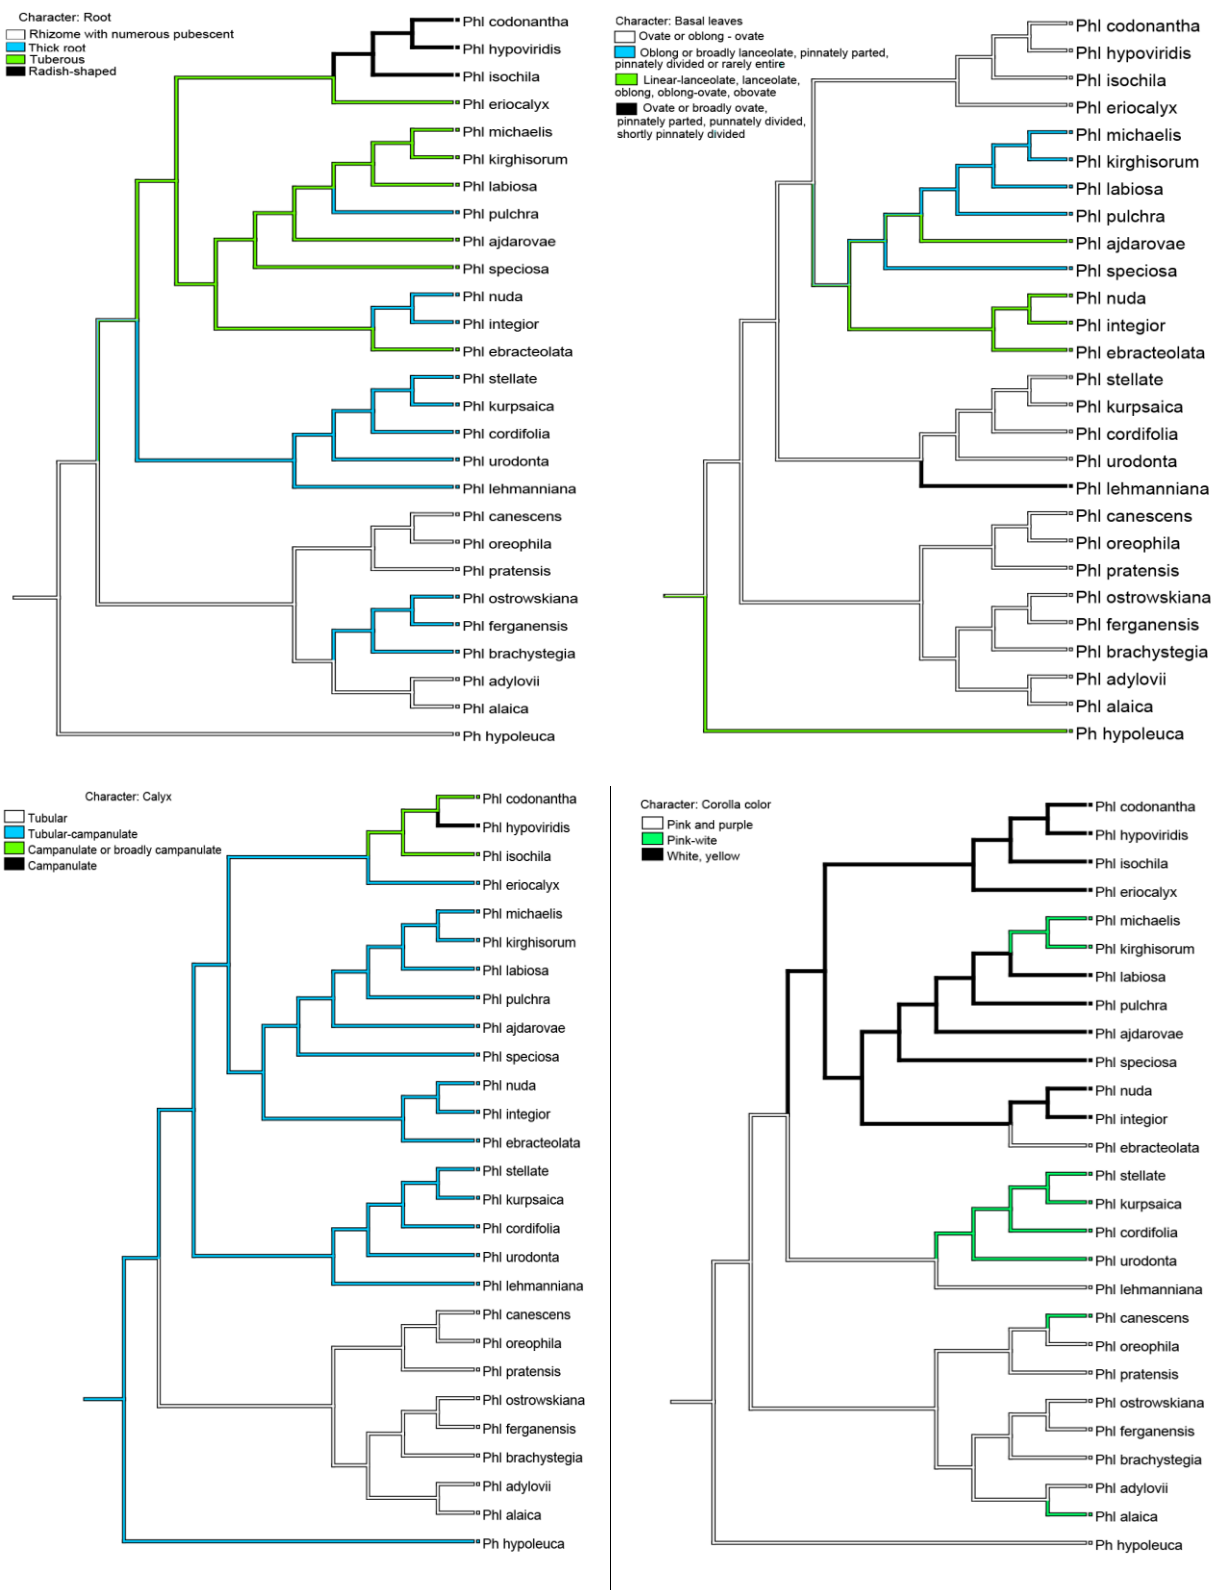 Character: Root
Rhizome with numerous pubescent
Thick root
Tuberous
Radish-shaped
Phl codonantha
Phl hypoviridis
Phl isochila
Phl eriocalyx
Phl michaelis
Phl kirghisorum
Phl labiosa
Phl pulchra
Phl ajdarovae
Phl speciosa
Phl nuda
Phl integior
Phl ebracteolata
Phl stellate
Phl kurpsaica
Phl cordifolia
Phl urodonta
Phl lehmanniana
Phl canescens
Phl oreophila
Phl pratensis
Phl ostrowskiana
Phl ferganensis
Phl brachystegia
Phl adylovii
Phl alaica
Ph hypoleuca
Character: Basal leaves
Ovate or oblong - ovate
Oblong or broadly lanceolate, pinnately parted,
pinnately divided or rarely entire
Linear-lanceolate, lanceolate,
oblong, oblong-ovate, obovate
Ovate or broadly ovate,
pinnately parted, punnately divided,
shortly pinnately divided
Phl codonantha
Phl hypoviridis
Phl isochila
Phl eriocalyx
Phl michaelis
Phl kirghisorum
Phl labiosa
Phl pulchra
Phl ajdarovae
Phl speciosa
Phl nuda
Phl integior
Phl ebracteolata
Phl stellate
Phl kurpsaica
Phl cordifolia
Phl urodonta
Phl lehmanniana
Phl canescens
Phl oreophila
Phl pratensis
Phl ostrowskiana
Phl ferganensis
Phl brachystegia
Phl adylovii
Phl alaica
Ph hypoleuca
Character: Calyx
Tubular
Tubular-campanulate
Campanulate or broadly campanulate
Campanulate
Phl codonantha
Phl hypoviridis
Phl isochila
Phl eriocalyx
Phl michaelis
Phl kirghisorum
Phl labiosa
Phl pulchra
Phl ajdarovae
Phl speciosa
Phl nuda
Phl integior
Phl ebracteolata
Phl stellate
Phl kurpsaica
Phl cordifolia
Phl urodonta
Phl lehmanniana
Phl canescens
Phl oreophila
Phl pratensis
Phl ostrowskiana
Phl ferganensis
Phl brachystegia
Phl adylovii
Phl alaica
Ph hypoleuca
Character: Corolla color
Pink and purple
Pink-wite
White, yellow
Phl codonantha
Phl hypoviridis
Phl isochila
Phl eriocalyx
Phl michaelis
Phl kirghisorum
Phl labiosa
Phl pulchra
Phl ajdarovae
Phl speciosa
Phl nuda
Phl integior
Phl ebracteolata
Phl stellate
Phl kurpsaica
Phl cordifolia
Phl urodonta
Phl lehmanniana
Phl canescens
Phl oreophila
Phl pratensis
Phl ostrowskiana
Phl ferganensis
Phl brachystegia
Phl adylovii
Phl alaica
Ph hypoleuca